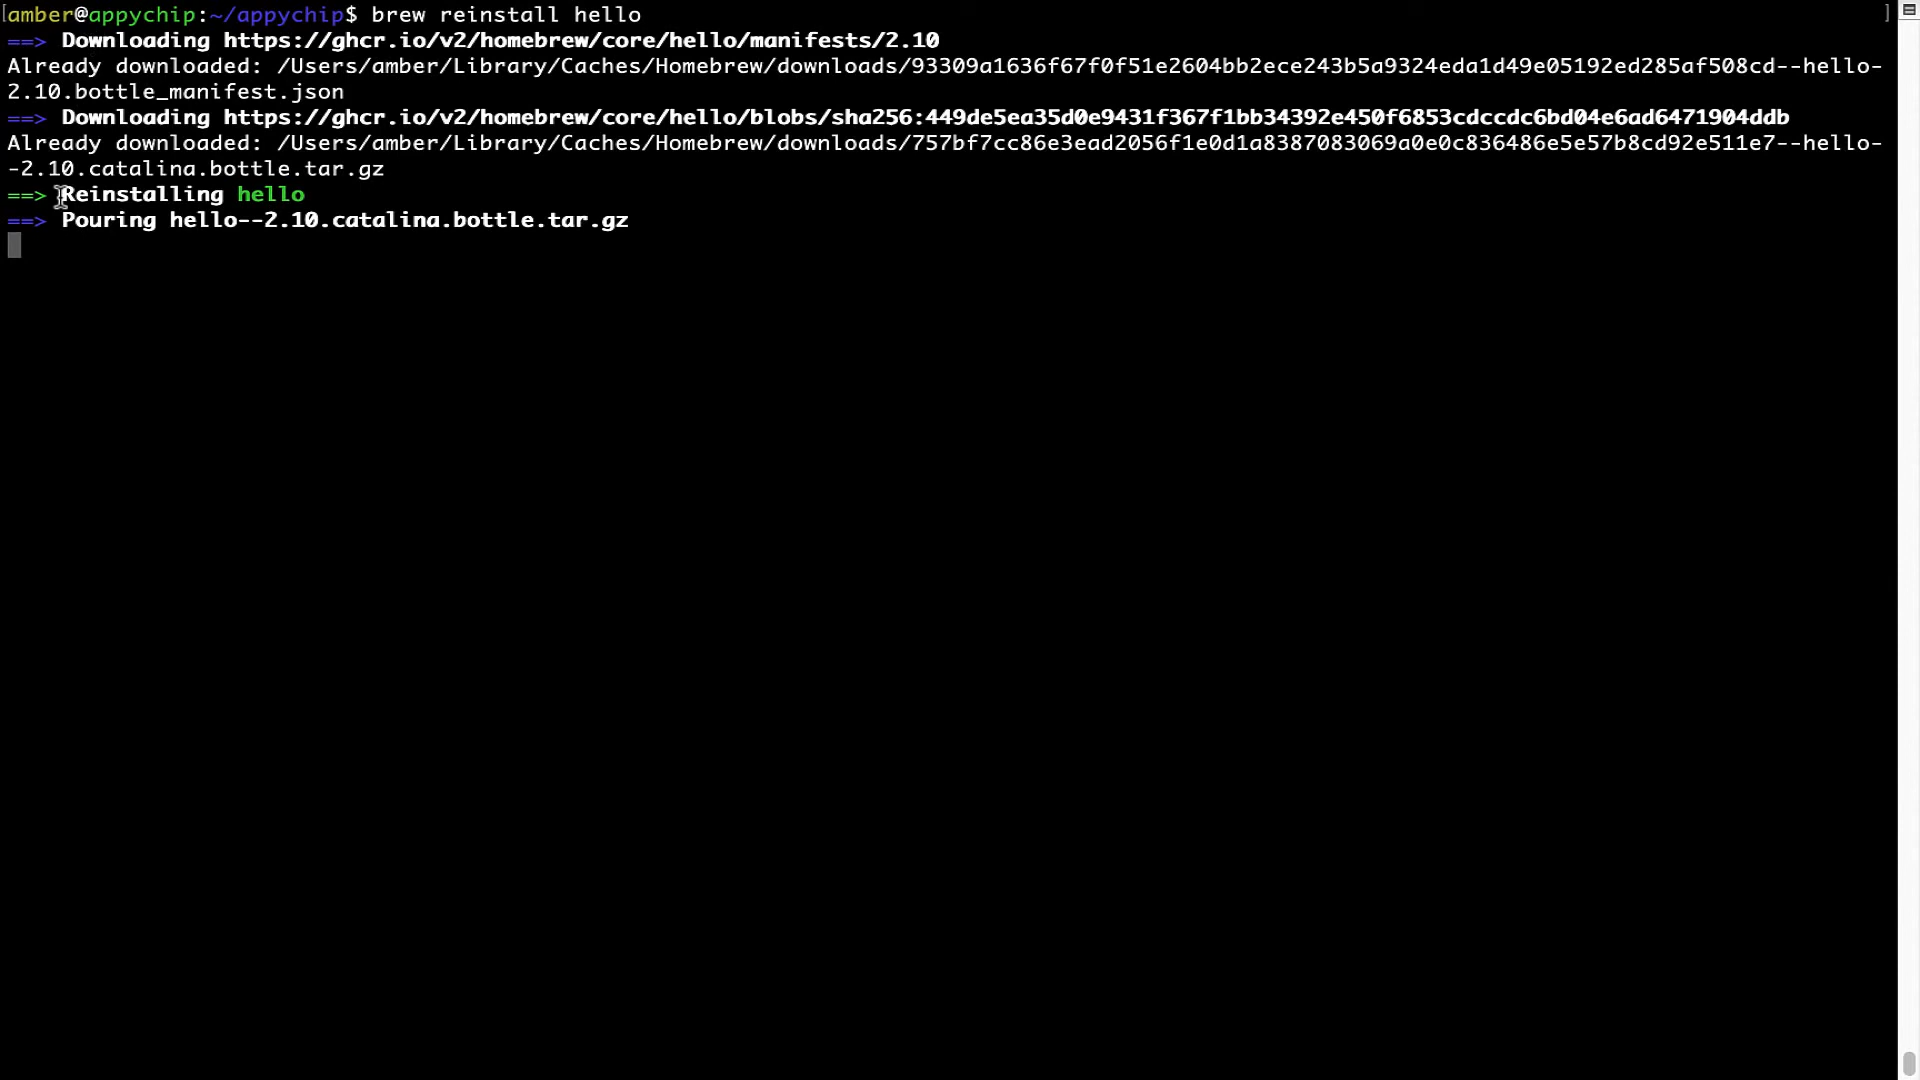 [amber@appychip:~/appychip$ brew reinstall hello ]
==> Downloading https://ghcr.io/v2/homebrew/core/hello/manifests/2.10
Already downloaded: /Users/amber/Library/Caches/Homebrew/downloads/93309a1636f67f0f51e2604bb2ece243b5a9324eda1d49e05192ed285af508cd--hello-
2.10.bottle_manifest.json
==> Downloading https://ghcr.io/v2/homebrew/core/hello/blobs/sha256:449de5ea35d0e9431f367f1bb34392e450f6853cdccdc6bd04e6ad6471904ddb
Already downloaded: /Users/amber/Library/Caches/Homebrew/downloads/757bf7cc86e3ead2056f1e0d1a8387083069a0e0c836486e5e57b8cd92e511e7--hello-
-2.10.catalina.bottle.tar.gz
==> Reinstalling hello
==> Pouring hello--2.10.catalina.bottle.tar.gz